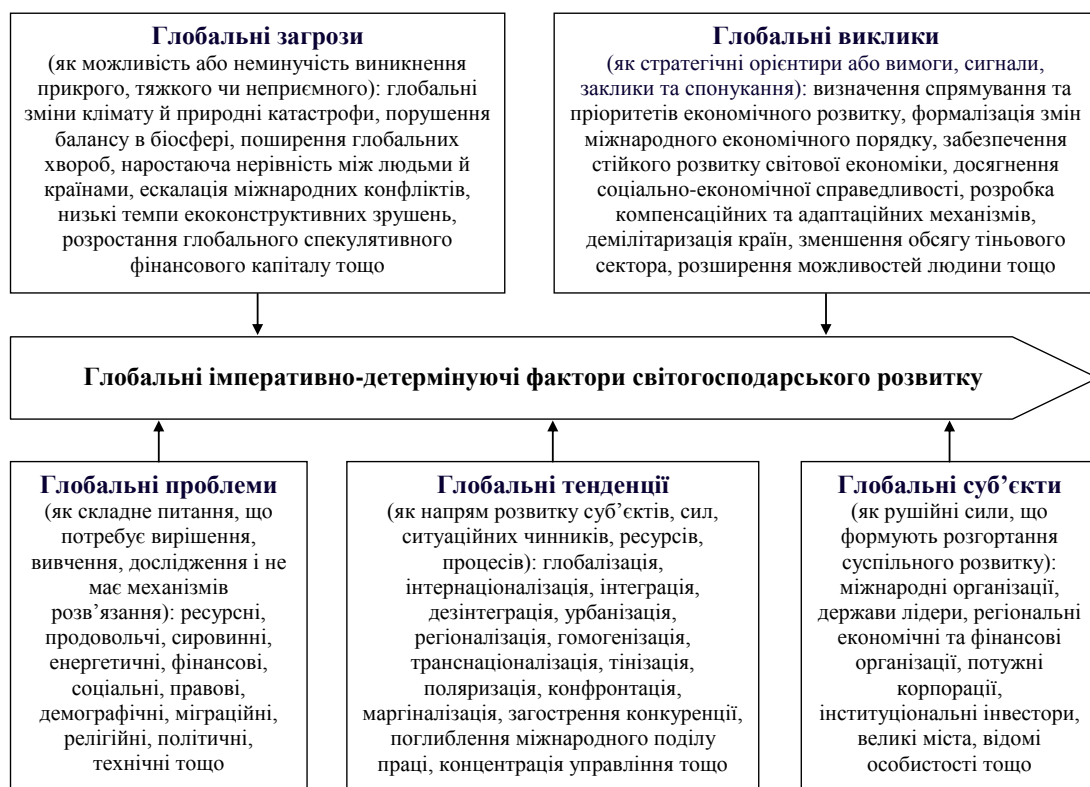 Глобальні загрози
(як можливість або неминучість виникнення
прикрого, тяжкого чи неприємного): глобальні
зміни клімату й природні катастрофи, порушення
балансу в біосфері, поширення глобальних
хвороб, наростаюча нерівність між людьми й
країнами, ескалація міжнародних конфліктів,
низькі темпи екоконструктивних зрушень,
розростання глобального спекулятивного
фінансового капіталу тощо
Глобальні виклики
(як стратегічні орієнтири або вимоги, сигнали,
заклики та спонукання): визначення спрямування та
пріоритетів економічного розвитку, формалізація змін
міжнародного економічного порядку, забезпечення
стійкого розвитку світової економіки, досягнення
соціально-економічної справедливості, розробка
компенсаційних та адаптаційних механізмів,
демілітаризація країн, зменшення обсягу тіньового
сектора, розширення можливостей людини тощо
Глобальні імперативно-детермінуючі фактори світогосподарського розвитку
Глобальні проблеми
(як складне питання, що
потребує вирішення,
вивчення, дослідження і не
має механізмів
розв’язання): ресурсні,
продовольчі, сировинні,
енергетичні, фінансові,
соціальні, правові,
демографічні, міграційні,
релігійні, політичні,
технічні тощо
Глобальні тенденції
(як напрям розвитку суб’єктів, сил,
ситуаційних чинників, ресурсів,
процесів): глобалізація,
інтернаціоналізація, інтеграція,
дезінтеграція, урбанізація,
регіоналізація, гомогенізація,
транснаціоналізація, тінізація,
поляризація, конфронтація,
маргіналізація, загострення конкуренції,
поглиблення міжнародного поділу
праці, концентрація управління тощо
Глобальні суб’єкти
(як рушійні сили, що
формують розгортання
суспільного розвитку):
міжнародні організації,
держави лідери, регіональні
економічні та фінансові
організації, потужні
корпорації,
інституціональні інвестори,
великі міста, відомі
особистості тощо